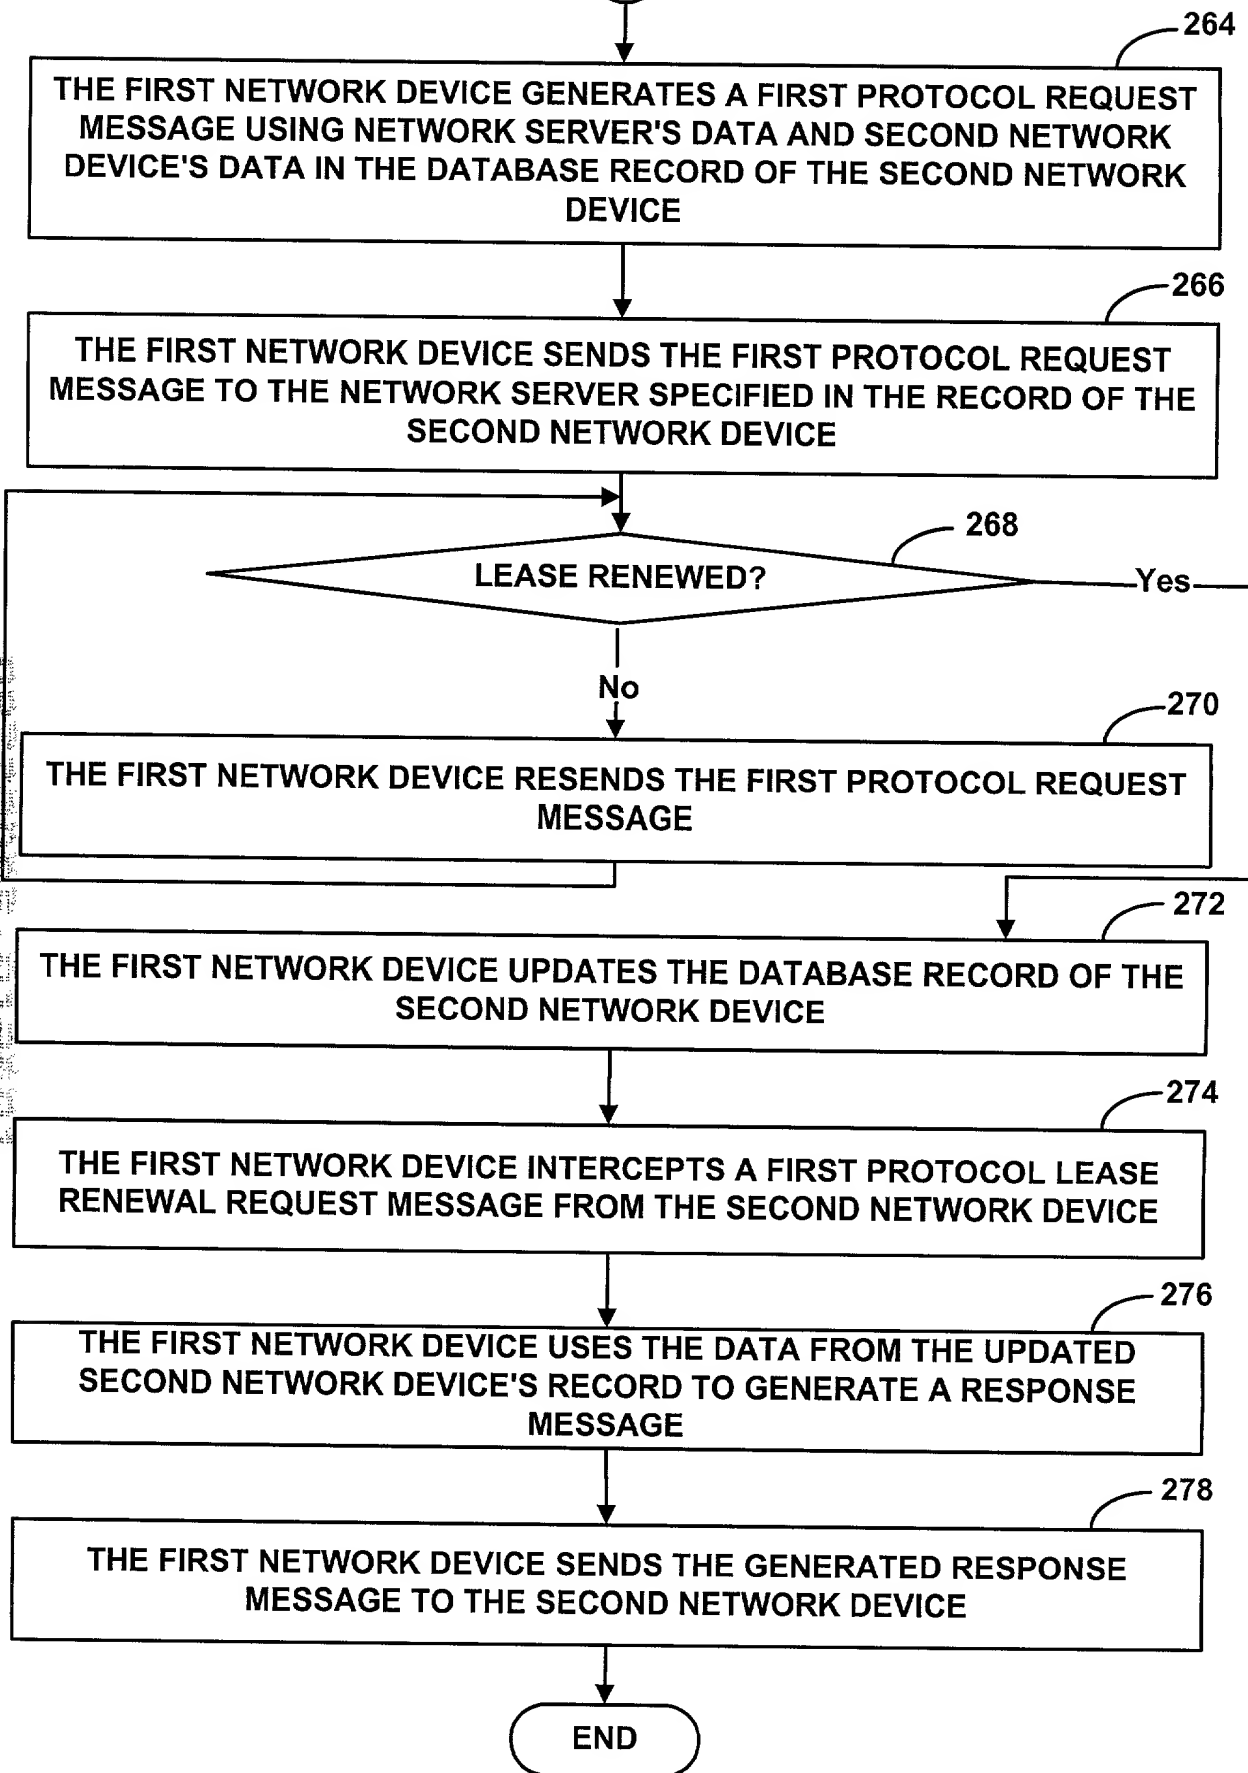 264
THE FIRST NETWORK DEVICE GENERATES A FIRST PROTOCOL REQUEST
MESSAGE USING NETWORK SERVER'S DATA AND SECOND NETWORK
DEVICE'S DATA IN THE DATABASE RECORD OF THE SECOND NETWORK
DEVICE
266
THE FIRST NETWORK DEVICE SENDS THE FIRST PROTOCOL REQUEST
MESSAGE TO THE NETWORK SERVER SPECIFIED IN THE RECORD OF THE
SECOND NETWORK DEVICE
268
LEASE RENEWED?
Yes
No
270
THE FIRST NETWORK DEVICE RESENDS THE FIRST PROTOCOL REQUEST
MESSAGE
272
THE FIRST NETWORK DEVICE UPDATES THE DATABASE RECORD OF THE
SECOND NETWORK DEVICE
274
THE FIRST NETWORK DEVICE INTERCEPTS A FIRST PROTOCOL LEASE
RENEWAL REQUEST MESSAGE FROM THE SECOND NETWORK DEVICE
276
THE FIRST NETWORK DEVICE USES THE DATA FROM THE UPDATED
SECOND NETWORK DEVICE'S RECORD TO GENERATE A RESPONSE
MESSAGE
278
THE FIRST NETWORK DEVICE SENDS THE GENERATED RESPONSE
MESSAGE TO THE SECOND NETWORK DEVICE
END